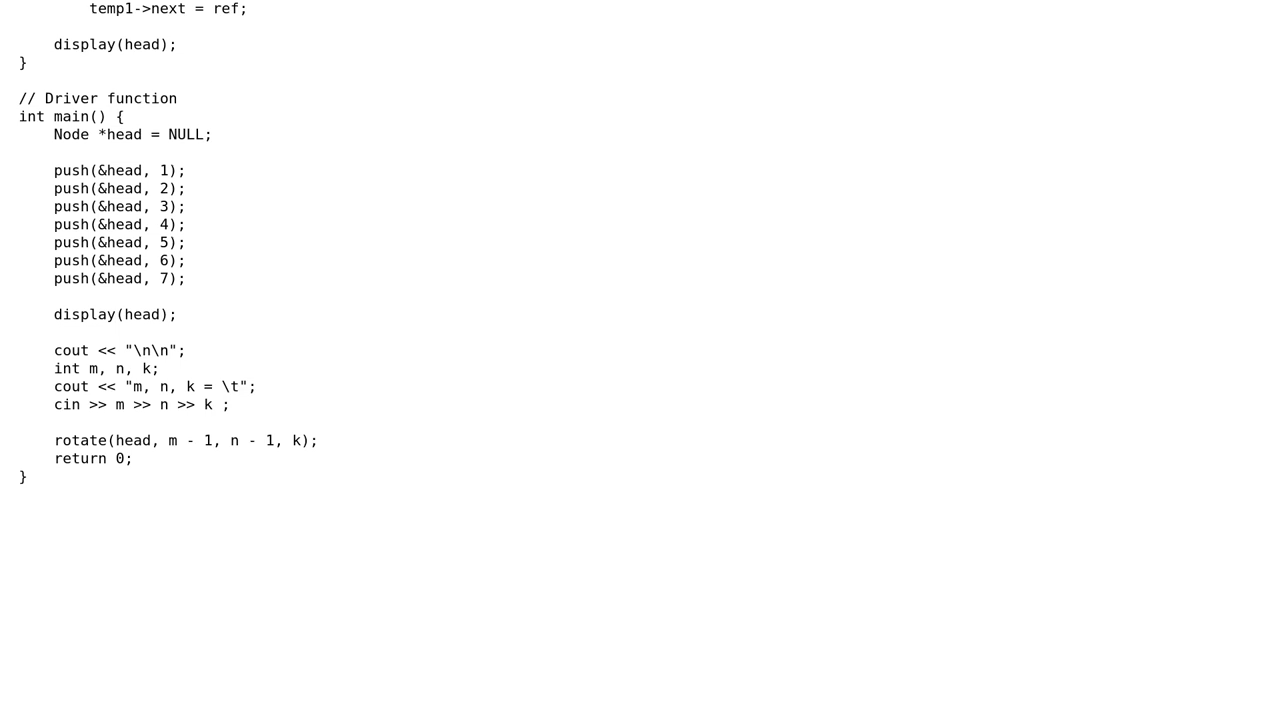 temp1->next = ref;

    display(head);
}

// Driver function
int main() {
    Node *head = NULL;

    push(&head, 1);
    push(&head, 2);
    push(&head, 3);
    push(&head, 4);
    push(&head, 5);
    push(&head, 6);
    push(&head, 7);

    display(head);

    cout << "\n\n";
    int m, n, k;
    cout << "m, n, k = \t";
    cin >> m >> n >> k ;

    rotate(head, m - 1, n - 1, k);
    return 0;
}